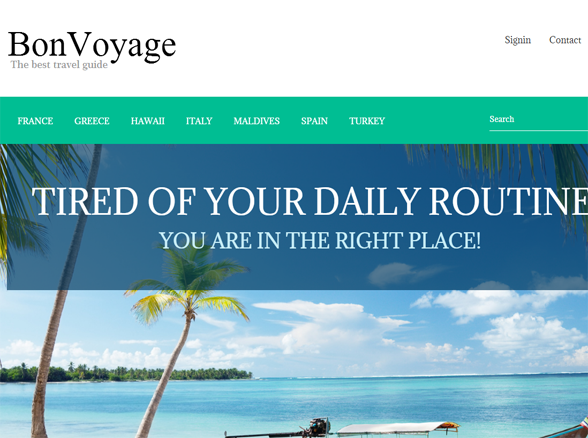 BonVoyage
The best travel guide
Signin Contact
FRANCE GREECE HAWAII ITALY MALDIVES SPAIN TURKEY Search
TIRED OF YOUR DAILY ROUTINE
YOU ARE IN THE RIGHT PLACE!